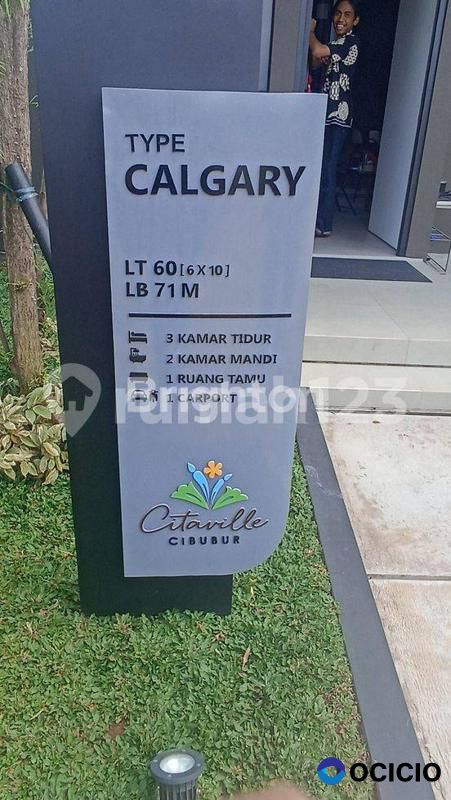 TYPE
CALGARY
LT 60 [6 X 10]
LB 71 M
3 KAMAR TIDUR
2 KAMAR MANDI
1 RUANG TAMU
1 CARPORT
Brighton
rumah123
Citaville
CIBUBUR
OCICIO